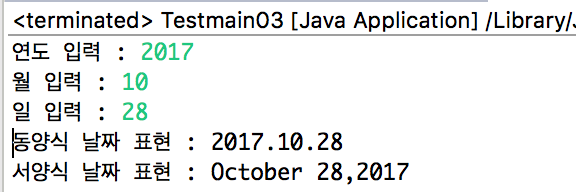 <terminated> Testmain03 [Java Application] /Library/J
연도 입력 : 2017
월 입력 : 10
일 입력 : 28
동양식 날짜 표현 : 2017.10.28
서양식 날짜 표현 : October 28,2017